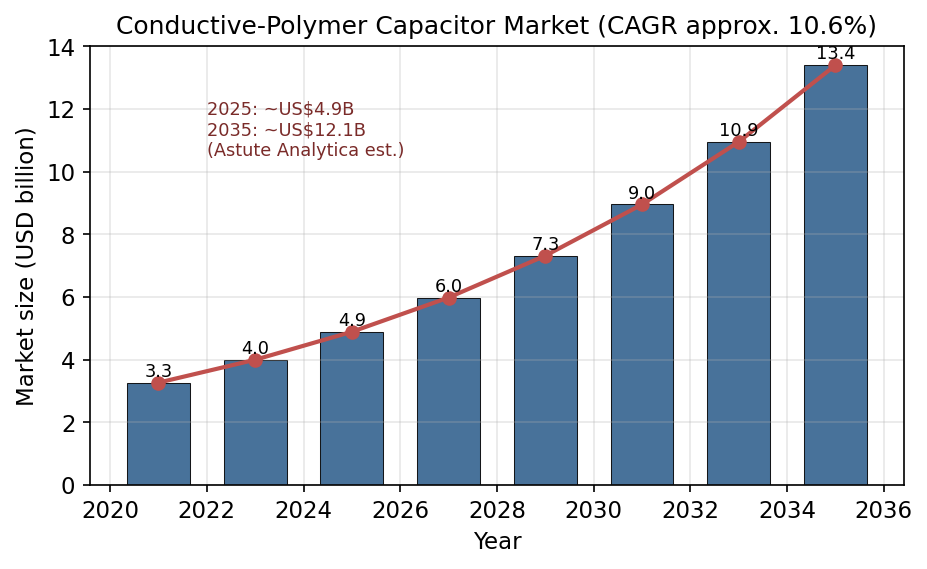 Conductive-Polymer Capacitor Market (CAGR approx. 10.6%)
Market size (USD billion)
14
12
10
8
6
4
2
0
2025: ~US$4.9B
2035: ~US$12.1B
(Astute Analytica est.)
3.3
4.0
4.9
6.0
7.3
9.0
10.9
13.4
2020 2022 2024 2026 2028 2030 2032 2034 2036
Year